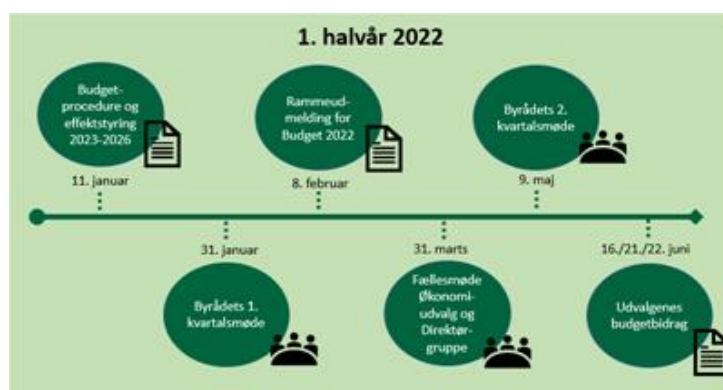 1. halvår 2022
Budget-
procedure og
effektstyring
2023-2026
11. januar
Rammeud-
melding for
Budget 2022
8. februar
Byrådets 2.
kvartalsmøde
9. maj
31. januar
Byrådets 1.
kvartalsmøde
31. marts
Fællesmøde
Økonomi-
udvalg og
Direktør-
gruppe
16./21./22. juni
Udvalgenes
budgetbidrag